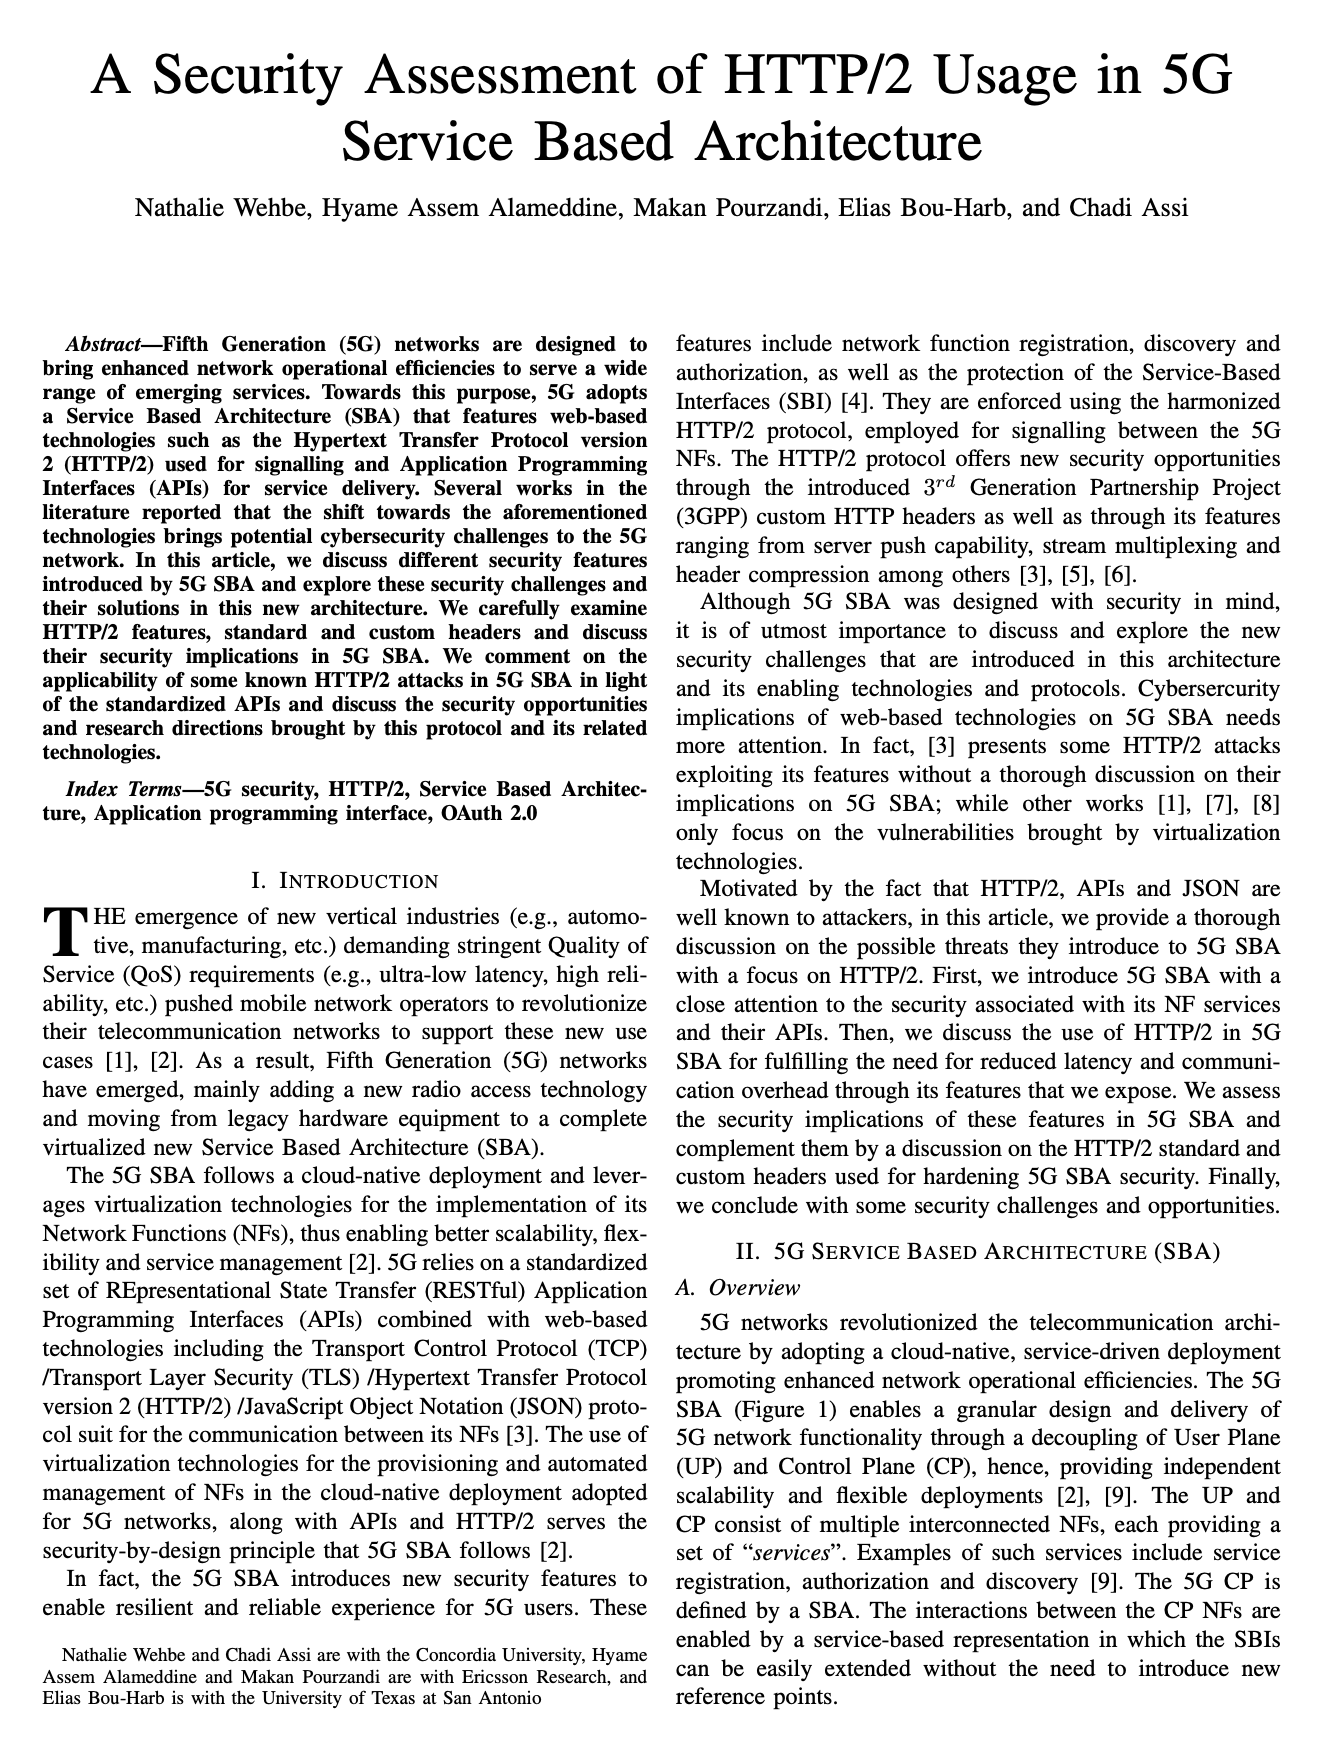 A Security Assessment of HTTP/2 Usage in 5G
Service Based Architecture
Nathalie Wehbe, Hyame Assem Alameddine, Makan Pourzandi, Elias Bou-Harb, and Chadi Assi
Abstract—Fifth Generation (5G) networks are designed to
bring enhanced network operational efficiencies to serve a wide
range of emerging services. Towards this purpose, 5G adopts
a Service Based Architecture (SBA) that features web-based
technologies such as the Hypertext Transfer Protocol version
2 (HTTP/2) used for signalling and Application Programming
Interfaces (APIs) for service delivery. Several works in the
literature reported that the shift towards the aforementioned
technologies brings potential cybersecurity challenges to the 5G
network. In this article, we discuss different security features
introduced by 5G SBA and explore these security challenges and
their solutions in this new architecture. We carefully examine
HTTP/2 features, standard and custom headers and discuss
their security implications in 5G SBA. We comment on the
applicability of some known HTTP/2 attacks in 5G SBA in light
of the standardized APIs and discuss the security opportunities
and research directions brought by this protocol and its related
technologies.
Index Terms—5G security, HTTP/2, Service Based Architec-
ture, Application programming interface, OAuth 2.0
I. INTRODUCTION
THE emergence of new vertical industries (e.g., automo-
tive, manufacturing, etc.) demanding stringent Quality of
Service (QoS) requirements (e.g., ultra-low latency, high reli-
ability, etc.) pushed mobile network operators to revolutionize
their telecommunication networks to support these new use
cases [1], [2]. As a result, Fifth Generation (5G) networks
have emerged, mainly adding a new radio access technology
and moving from legacy hardware equipment to a complete
virtualized new Service Based Architecture (SBA).
The 5G SBA follows a cloud-native deployment and lever-
ages virtualization technologies for the implementation of its
Network Functions (NFs), thus enabling better scalability, flex-
ibility and service management [2]. 5G relies on a standardized
set of REpresentational State Transfer (RESTful) Application
Programming Interfaces (APIs) combined with web-based
technologies including the Transport Control Protocol (TCP)
/Transport Layer Security (TLS) /Hypertext Transfer Protocol
version 2 (HTTP/2) /JavaScript Object Notation (JSON) proto-
col suit for the communication between its NFs [3]. The use of
virtualization technologies for the provisioning and automated
management of NFs in the cloud-native deployment adopted
for 5G networks, along with APIs and HTTP/2 serves the
security-by-design principle that 5G SBA follows [2].
In fact, the 5G SBA introduces new security features to
enable resilient and reliable experience for 5G users. These
Nathalie Wehbe and Chadi Assi are with the Concordia University, Hyame
Assem Alameddine and Makan Pourzandi are with Ericsson Research, and
Elias Bou-Harb is with the University of Texas at San Antonio
features include network function registration, discovery and
authorization, as well as the protection of the Service-Based
Interfaces (SBI) [4]. They are enforced using the harmonized
HTTP/2 protocol, employed for signalling between the 5G
NFs. The HTTP/2 protocol offers new security opportunities
through the introduced 3rd Generation Partnership Project
(3GPP) custom HTTP headers as well as through its features
ranging from server push capability, stream multiplexing and
header compression among others [3], [5], [6].
Although 5G SBA was designed with security in mind,
it is of utmost importance to discuss and explore the new
security challenges that are introduced in this architecture
and its enabling technologies and protocols. Cybersercurity
implications of web-based technologies on 5G SBA needs
more attention. In fact, [3] presents some HTTP/2 attacks
exploiting its features without a thorough discussion on their
implications on 5G SBA; while other works [1], [7], [8]
only focus on the vulnerabilities brought by virtualization
technologies.
Motivated by the fact that HTTP/2, APIs and JSON are
well known to attackers, in this article, we provide a thorough
discussion on the possible threats they introduce to 5G SBA
with a focus on HTTP/2. First, we introduce 5G SBA with a
close attention to the security associated with its NF services
and their APIs. Then, we discuss the use of HTTP/2 in 5G
SBA for fulfilling the need for reduced latency and communi-
cation overhead through its features that we expose. We assess
the security implications of these features in 5G SBA and
complement them by a discussion on the HTTP/2 standard and
custom headers used for hardening 5G SBA security. Finally,
we conclude with some security challenges and opportunities.
II. 5G SERVICE BASED ARCHITECTURE (SBA)
A. Overview
5G networks revolutionized the telecommunication archi-
tecture by adopting a cloud-native, service-driven deployment
promoting enhanced network operational efficiencies. The 5G
SBA (Figure 1) enables a granular design and delivery of
5G network functionality through a decoupling of User Plane
(UP) and Control Plane (CP), hence, providing independent
scalability and flexible deployments [2], [9]. The UP and
CP consist of multiple interconnected NFs, each providing a
set of “services”. Examples of such services include service
registration, authorization and discovery [9]. The 5G CP is
defined by a SBA. The interactions between the CP NFs are
enabled by a service-based representation in which the SBIs
can be easily extended without the need to introduce new
reference points.